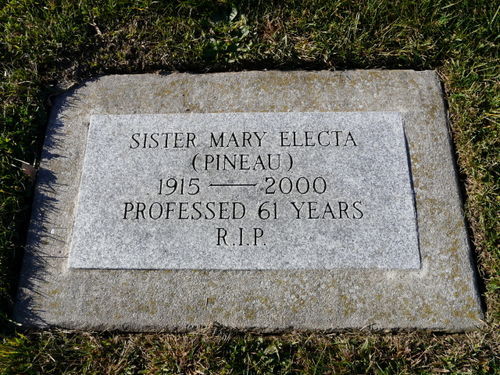 SISTER MARY ELECTA
(PINEAU)
1915 — 2000
PROFESSED 61 YEARS
R.I.P.